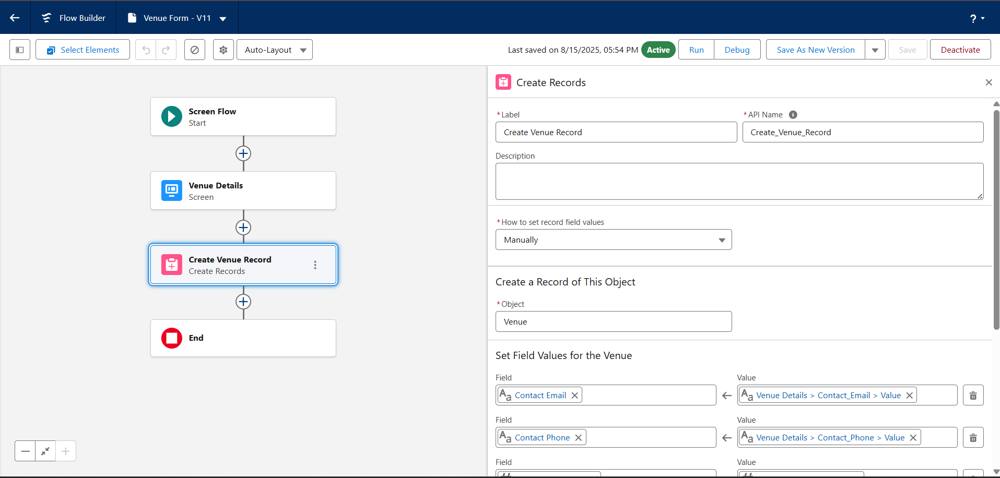 Flow Builder
Venue Form - V11
?
Select Elements
Auto-Layout
Last saved on 8/15/2025, 05:54 PM
Active
Run
Debug
Save As New Version
Save
Deactivate
Screen Flow
Start
Venue Details
Screen
Create Venue Record
Create Records
End
Create Records
*Label
Create Venue Record
*API Name
Create_Venue_Record
Description
*How to set record field values
Manually
Create a Record of This Object
*Object
Venue
Set Field Values for the Venue
Field
Value
Aa Contact Email
Aa Venue Details > Contact_Email > Value
Field
Value
Aa Contact Phone
Aa Venue Details > Contact_Phone > Value
Field
Value